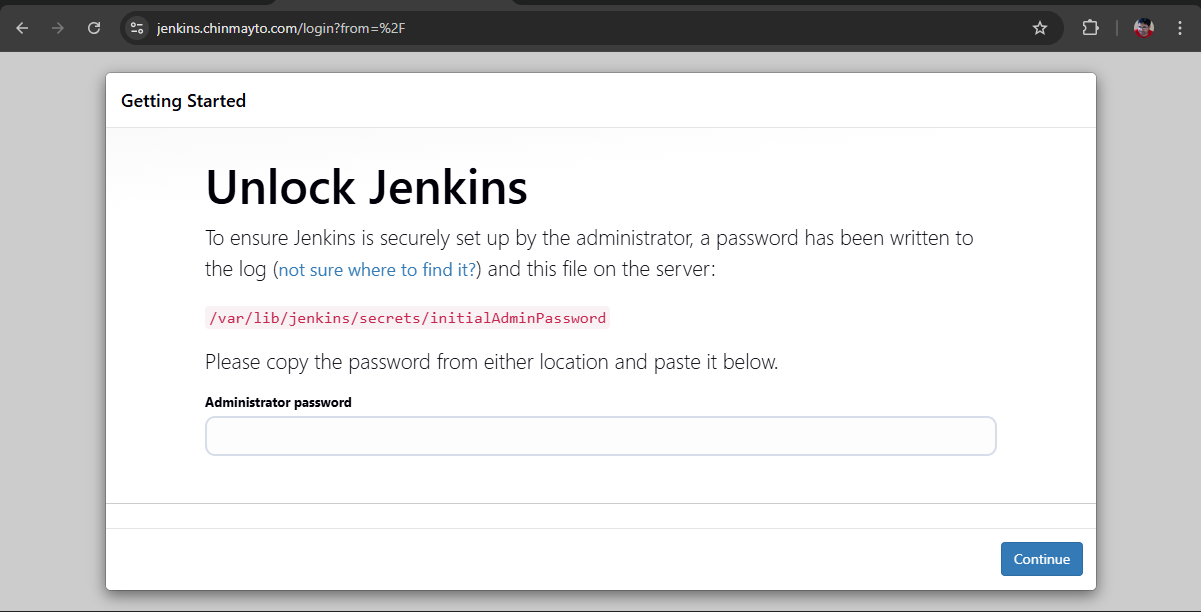 jenkins.chinmayto.com/login?from=%2F
Getting Started
Unlock Jenkins
To ensure Jenkins is securely set up by the administrator, a password has been written to
the log (not sure where to find it?) and this file on the server:
/var/lib/jenkins/secrets/initialAdminPassword
Please copy the password from either location and paste it below.
Administrator password
Continue